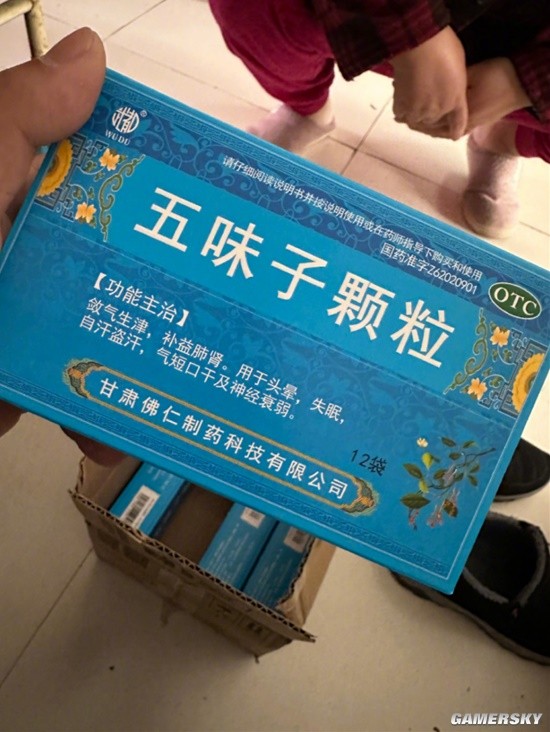 WUDU
®
请仔细阅读说明书并按说明使用或在药师指导下购买和使用
国药准字Z62020901
OTC
五味子颗粒
【功能主治】
敛气生津，补益肺肾。用于头晕，失眠，
自汗盗汗，气短口干及神经衰弱。
12袋
甘肃佛仁制药科技有限公司
GAMERSKY